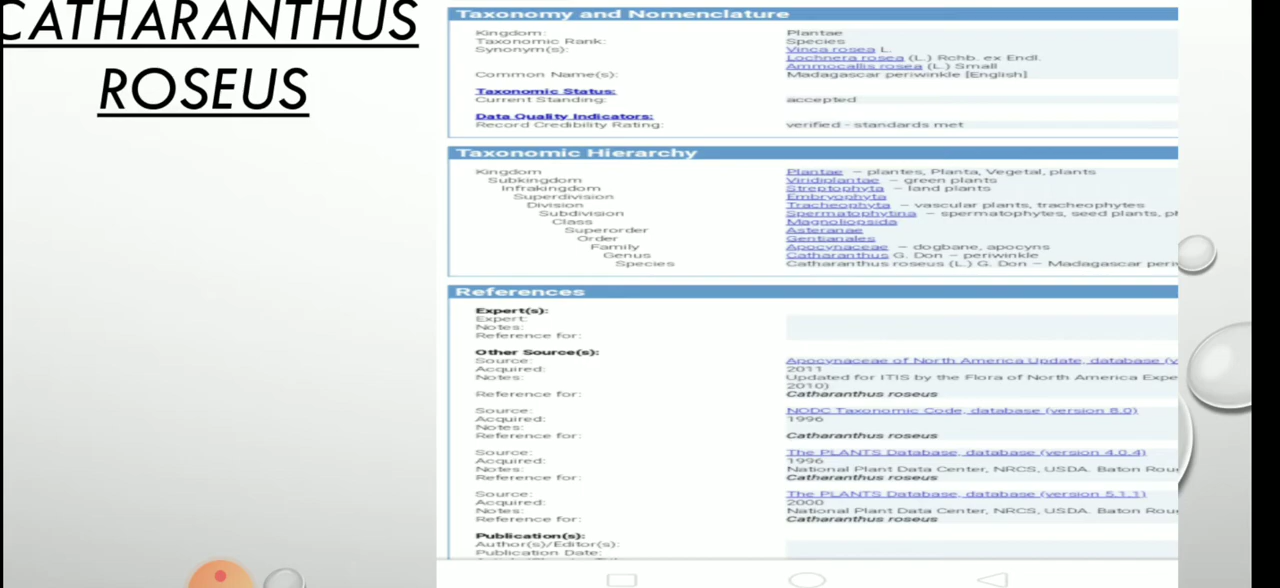 CATHARANTHUS
ROSEUS
Taxonomy and Nomenclature
Kingdom: Plantae
Taxonomic Rank: Species
Synonym(s): Vinca rosea L.
Lochnera rosea (L.) Rchb. ex Endl.
Ammocallis rosea (L.) Small
Common Name(s): Madagascar periwinkle [English]
Taxonomic Status:
Current Standing: accepted
Data Quality Indicators:
Record Credibility Rating: verified - standards met
Taxonomic Hierarchy
Kingdom Plantae – plantes, Planta, Vegetal, plants
Subkingdom Viridiplantae – green plants
Infrakingdom Streptophyta – land plants
Superdivision Embryophyta
Division Tracheophyta – vascular plants, tracheophytes
Subdivision Spermatophytina – spermatophytes, seed plants,
Class Magnoliopsida
Superorder Asteranae
Order Gentianales
Family Apocynaceae – dogbane, apocyns
Genus Catharanthus G. Don – periwinkle
Species Catharanthus roseus (L.) G. Don – Madagascar
References
Expert(s):
Expert:
Notes:
Reference for:
Other Source(s):
Source: Apocynaceae of North America Update, database
Acquired: 2011
Notes: Updated for ITIS by the Flora of North America
2010)
Reference for: Catharanthus roseus
Source: NODC Taxonomic Code, database (version 8.0)
Acquired: 1996
Notes:
Reference for: Catharanthus roseus
Source: The PLANTS Database, database (version 4.0.4)
Acquired: 1996
Notes: National Plant Data Center, NRCS, USDA. Baton
Reference for: Catharanthus roseus
Source: The PLANTS Database, database (version 5.1.1)
Acquired: 2000
Notes: National Plant Data Center, NRCS, USDA. Baton
Reference for: Catharanthus roseus
Publication(s):
Author(s)/Editor(s):
Publication Date: